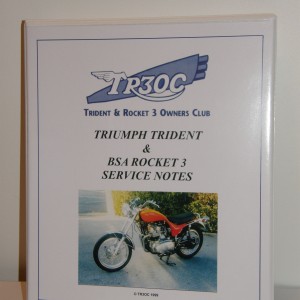 TR3OC
TRIDENT & ROCKET 3 OWNERS CLUB
TRIUMPH TRIDENT
&
BSA ROCKET 3
SERVICE NOTES